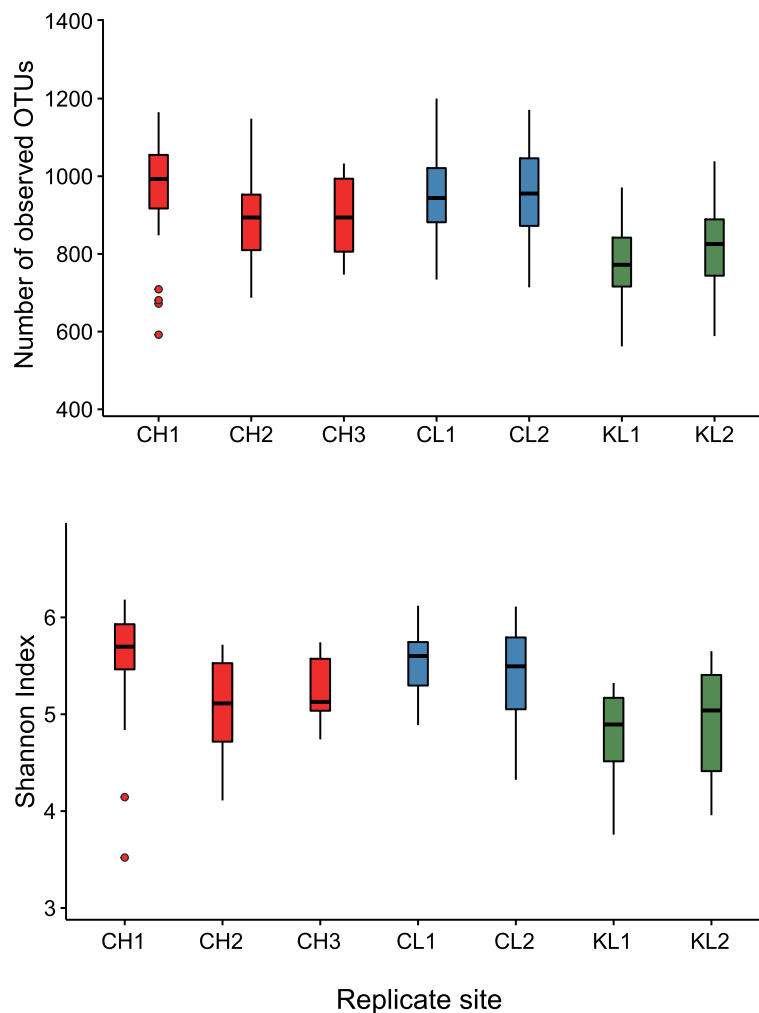 Number of observed OTUs
1400
1200
1000
800
600
400
CH1 CH2 CH3 CL1 CL2 KL1 KL2
Shannon Index
6
5
4
3
CH1 CH2 CH3 CL1 CL2 KL1 KL2
Replicate site